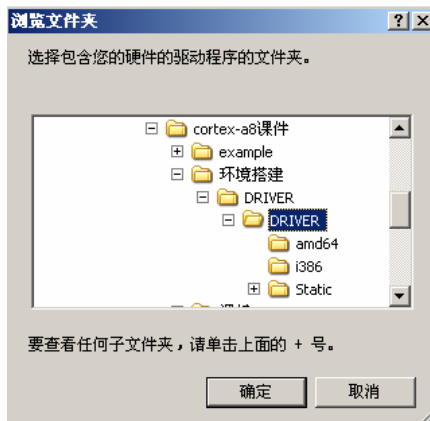 浏览文件夹
选择包含您的硬件的驱动程序的文件夹。
cortex-a8课件
example
环境搭建
DRIVER
DRIVER
amd64
i386
Static
要查看任何子文件夹，请单击上面的 + 号。
确定 取消